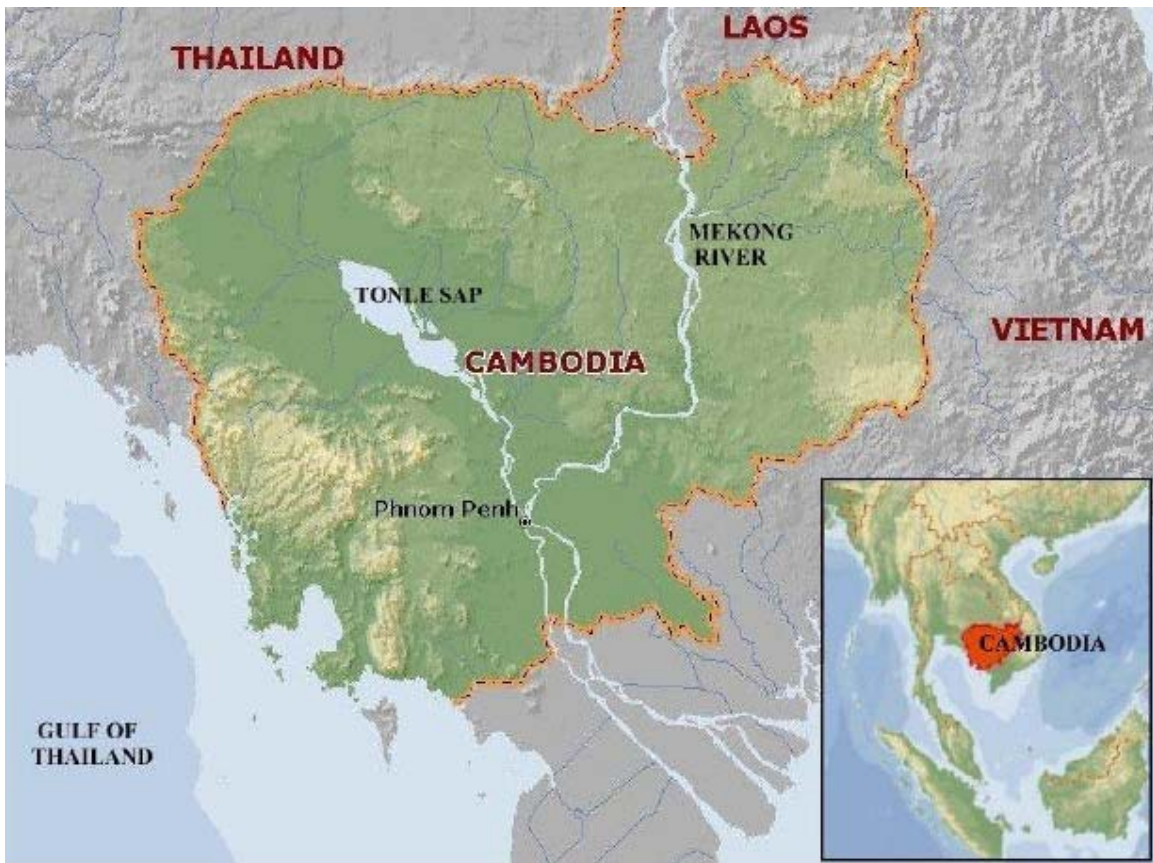 LAOS
THAILAND
MEKONG
RIVER
TONLE SAP
VIETNAM
CAMBODIA
Phnom Penh
CAMBODIA
GULF OF
THAILAND